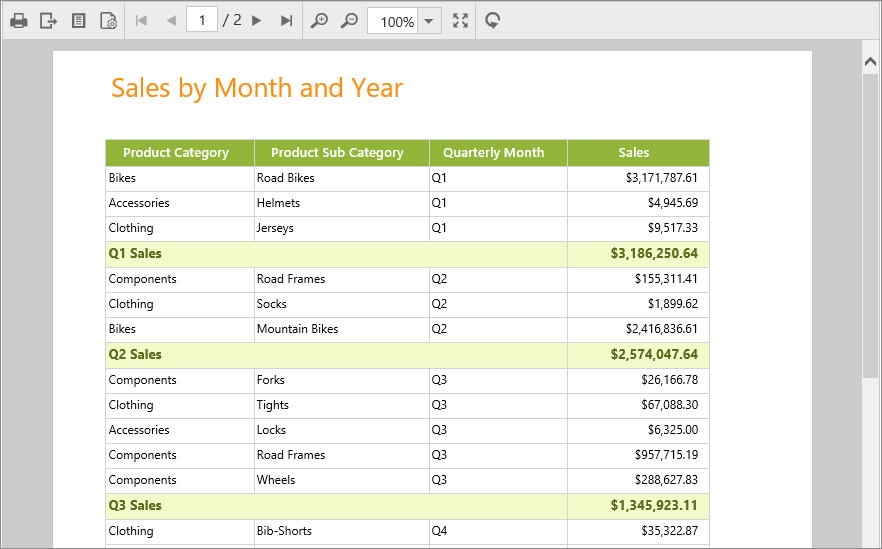 1 / 2 100%
Sales by Month and Year
Product Category Product Sub Category Quarterly Month Sales
Bikes Road Bikes Q1 $3,171,787.61
Accessories Helmets Q1 $4,945.69
Clothing Jerseys Q1 $9,517.33
Q1 Sales $3,186,250.64
Components Road Frames Q2 $155,311.41
Clothing Socks Q2 $1,899.62
Bikes Mountain Bikes Q2 $2,416,836.61
Q2 Sales $2,574,047.64
Components Forks Q3 $26,166.78
Clothing Tights Q3 $67,088.30
Accessories Locks Q3 $6,325.00
Components Road Frames Q3 $957,715.19
Components Wheels Q3 $288,627.83
Q3 Sales $1,345,923.11
Clothing Bib-Shorts Q4 $35,322.87